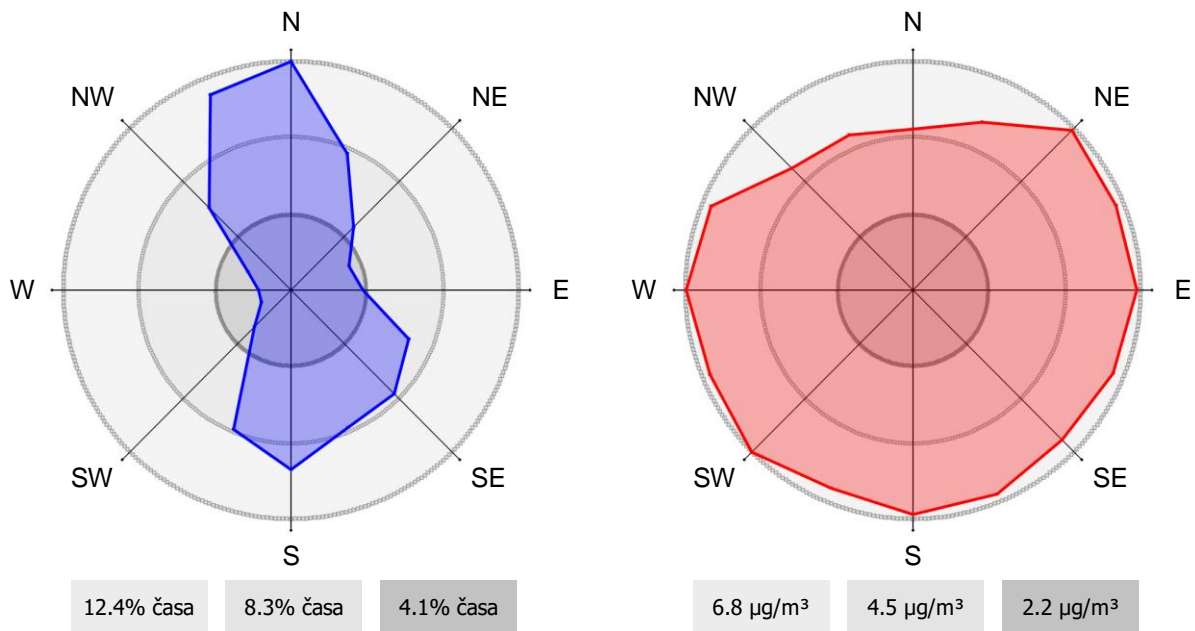 N
NW
NE
W
E
SW
SE
S
12.4% časa
8.3% časa
4.1% časa
N
NW
NE
W
E
SW
SE
S
6.8 µg/m³
4.5 µg/m³
2.2 µg/m³